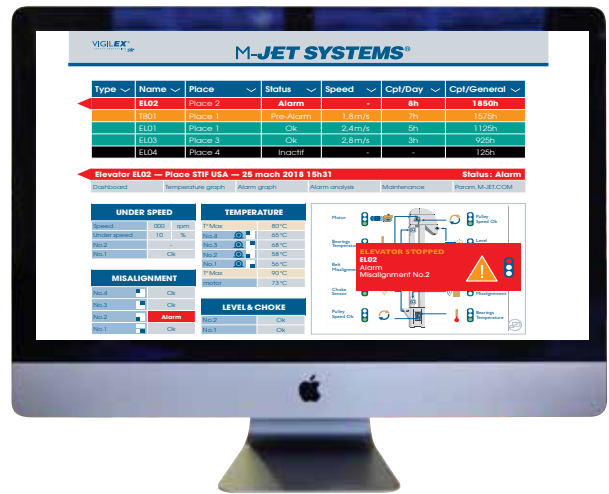 VIGILEX®
M-JET SYSTEMS®
Type Name Place Status Speed Cpt/Day Cpt/General
EL02 Place 2 Alarm - 8h 1850h
TB01 Place 1 Pre-Alarm 1,8m/s 7h 1575h
EL01 Place 1 Ok 2,4m/s 5h 1125h
EL03 Place 3 Ok 2,8m/s 3h 925h
EL04 Place 4 Inactif - - 125h
Elevator EL02 — Place STIF USA — 25 mach 2018 15h31 Status: Alarm
Dashboard Temperature graph Alarm graph Alarm analysis Maintenance Param. M-JET.COM
UNDER SPEED
Speed 000 rpm
Under speed 10 %
No.2 -
No.1 Ok
MISALIGNMENT
No.4 Ok
No.3 Ok
No.2 Alarm
No.1 Ok
TEMPERATURE
T°Max 80°C
No.4 65°C
No.3 68°C
No.2 58°C
No.1 56°C
T°Max 90°C
motor 73°C
LEVEL & CHOKE
No.2 Ok
No.1 Ok
Motor
Pulley
Speed Ok
Bearings
Level
ELEVATOR STOPPED
EL02
Alarm
Misalignment No.2
Belt
Choke
Sensor
Misalignment
Pulley
Speed Ok
Bearings
Temperature